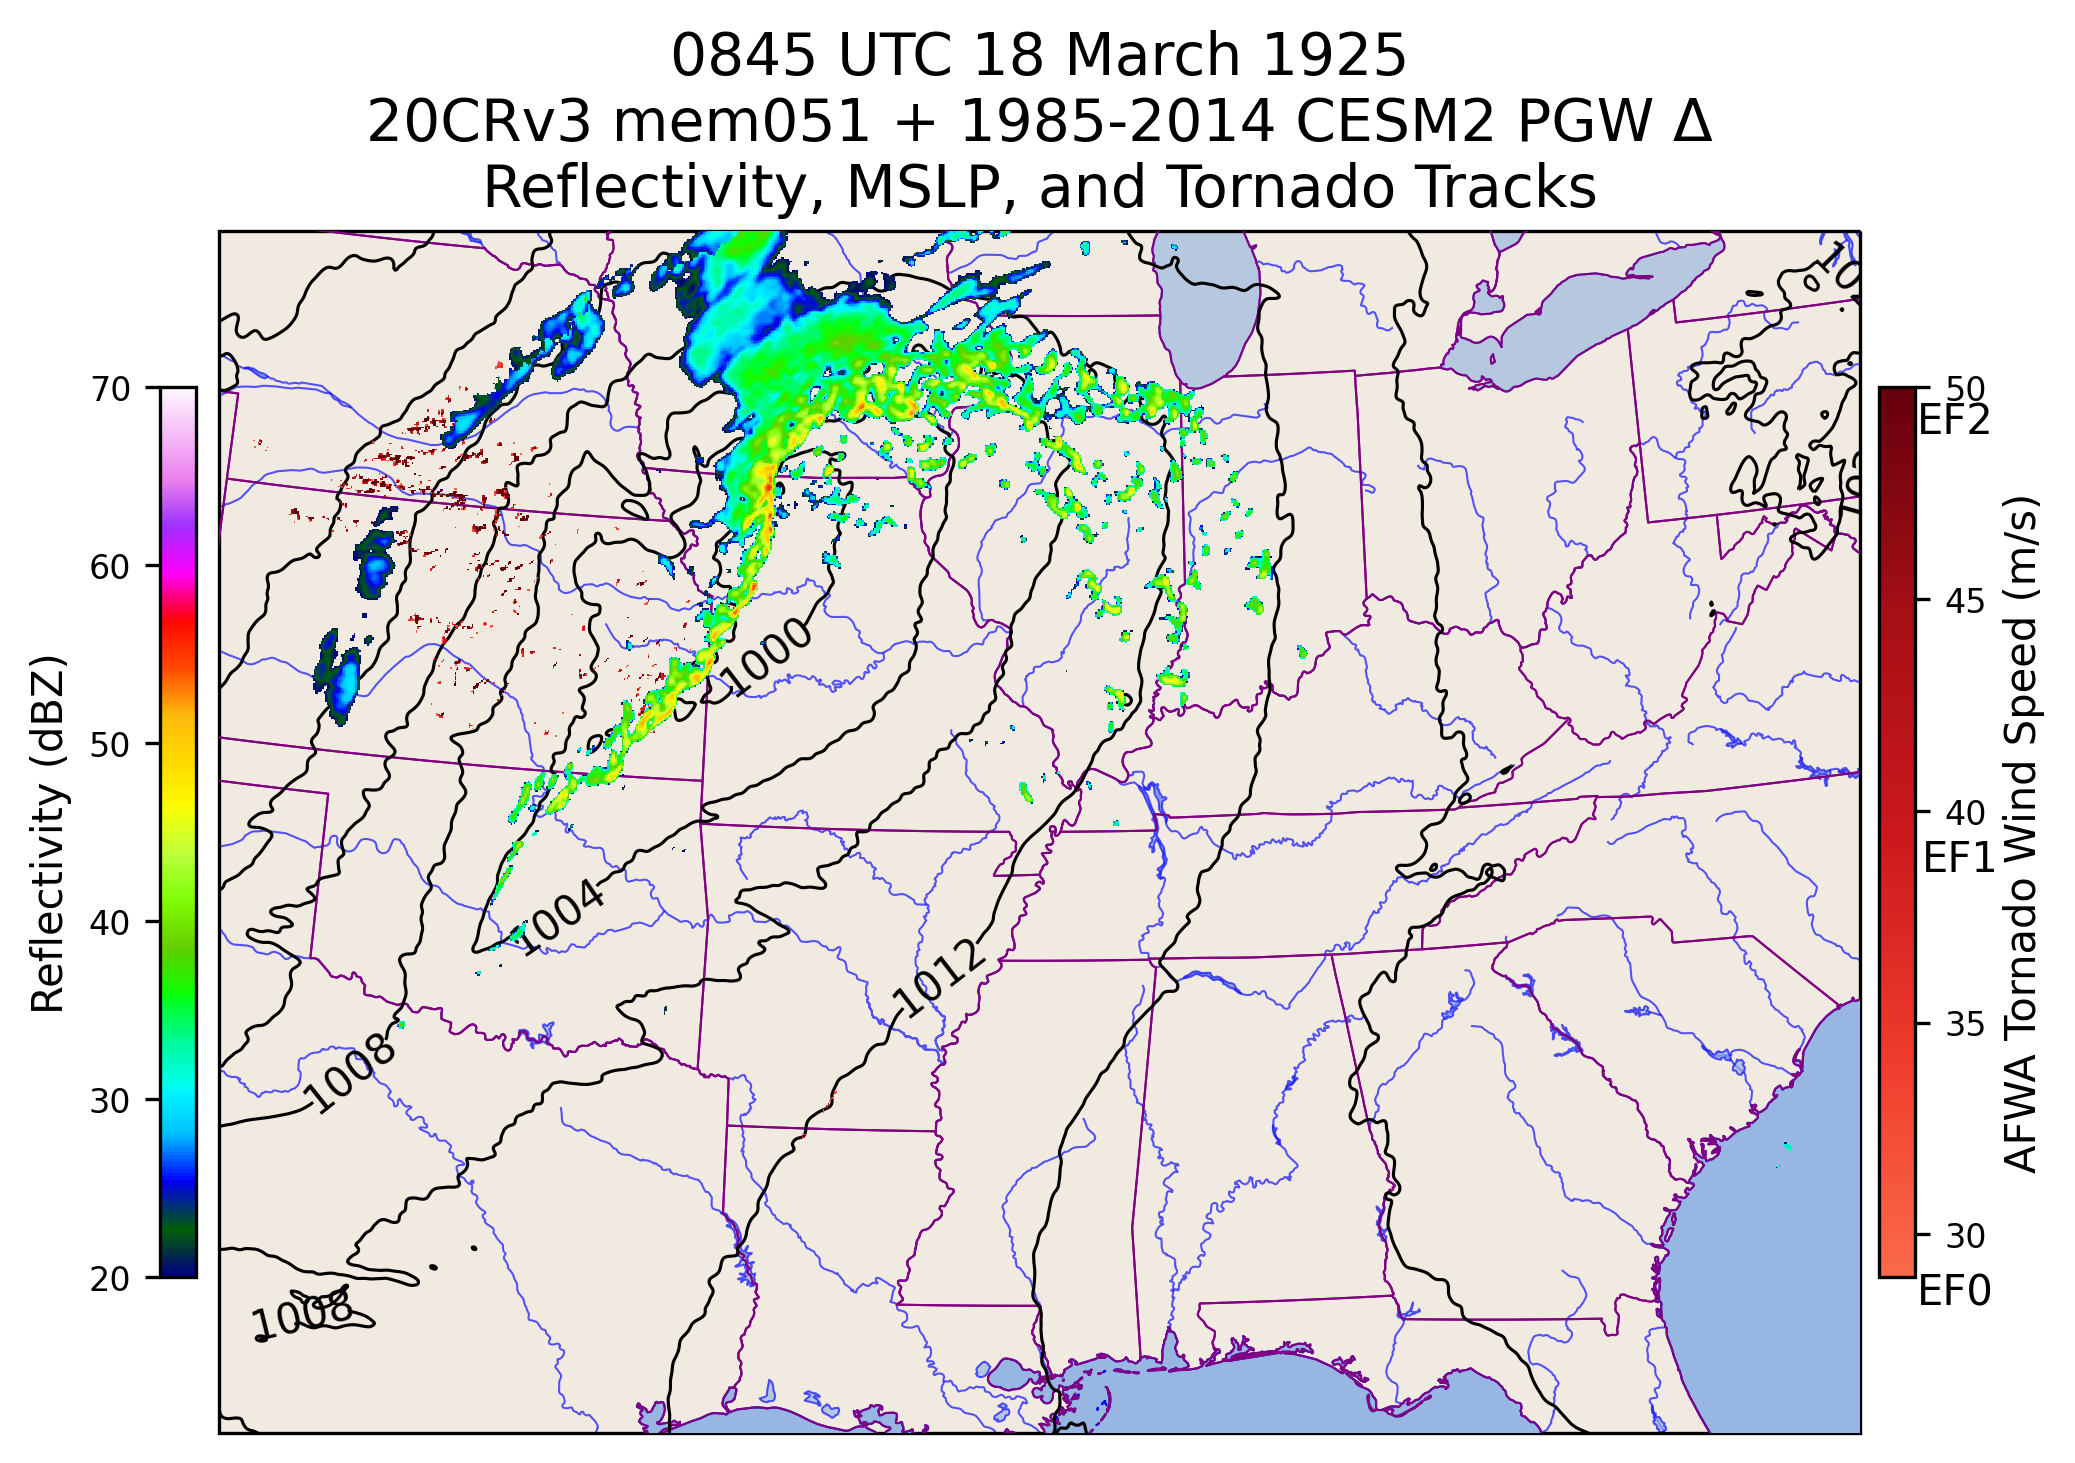 0845 UTC 18 March 1925
20CRv3 mem051 + 1985-2014 CESM2 PGW Δ
Reflectivity, MSLP, and Tornado Tracks
70
60
50
40
30
20
Reflectivity (dBZ)
1000
1004
1012
1008
1008
50
EF2
45
40
EF1
35
30
EF0
AFWA Tornado Wind Speed (m/s)